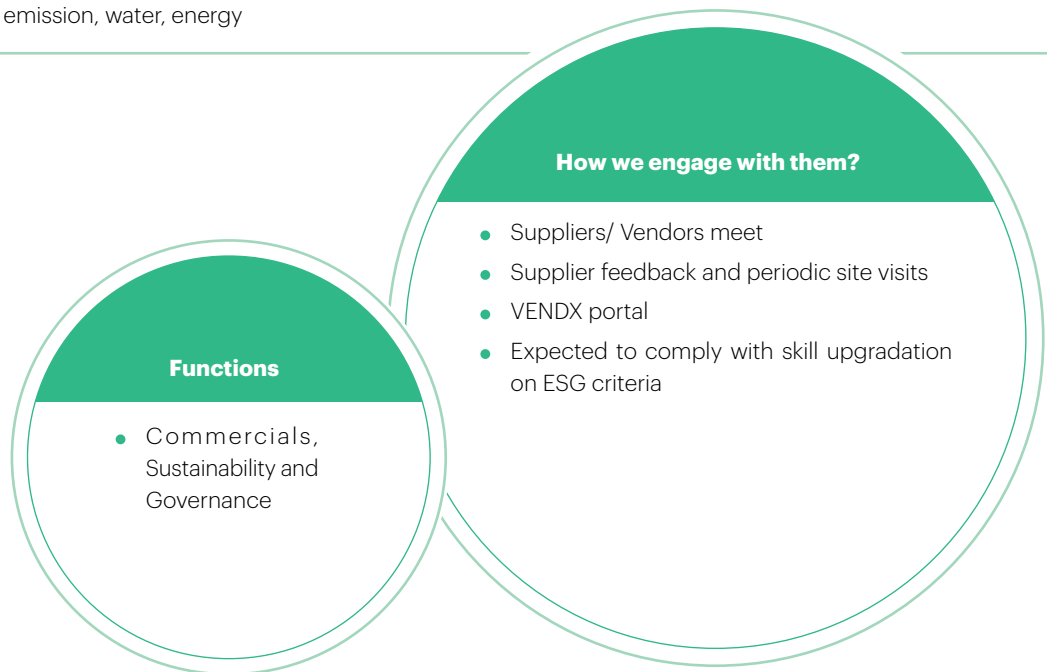 emission, water, energy
How we engage with them?
Suppliers/ Vendors meet
Supplier feedback and periodic site visits
VENDX portal
Expected to comply with skill upgradation
on ESG criteria
Functions
Commercials,
Sustainability and
Governance